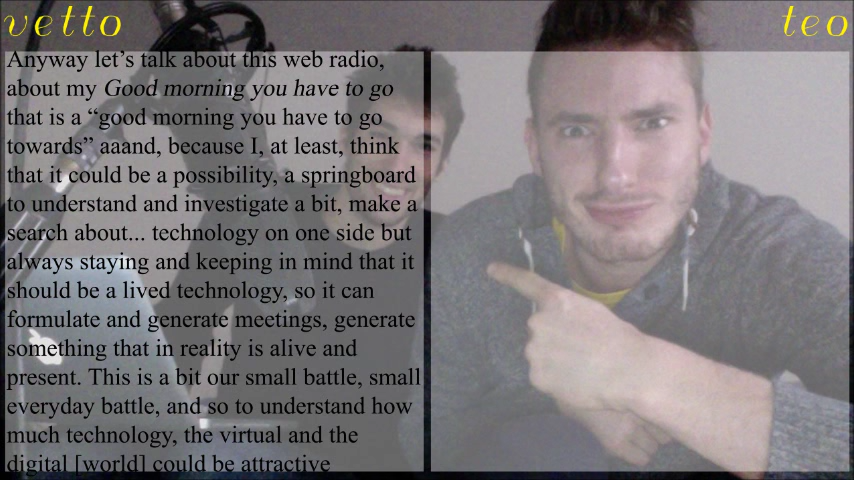 vetto
teo
Anyway let’s talk about this web radio,
about my Good morning you have to go
that is a “good morning you have to go
towards” aaand, because I, at least, think
that it could be a possibility, a springboard
to understand and investigate a bit, make a
search about... technology on one side but
always staying and keeping in mind that it
should be a lived technology, so it can
formulate and generate meetings, generate
something that in reality is alive and
present. This is a bit our small battle, small
everyday battle, and so to understand how
much technology, the virtual and the
digital [world] could be attractive